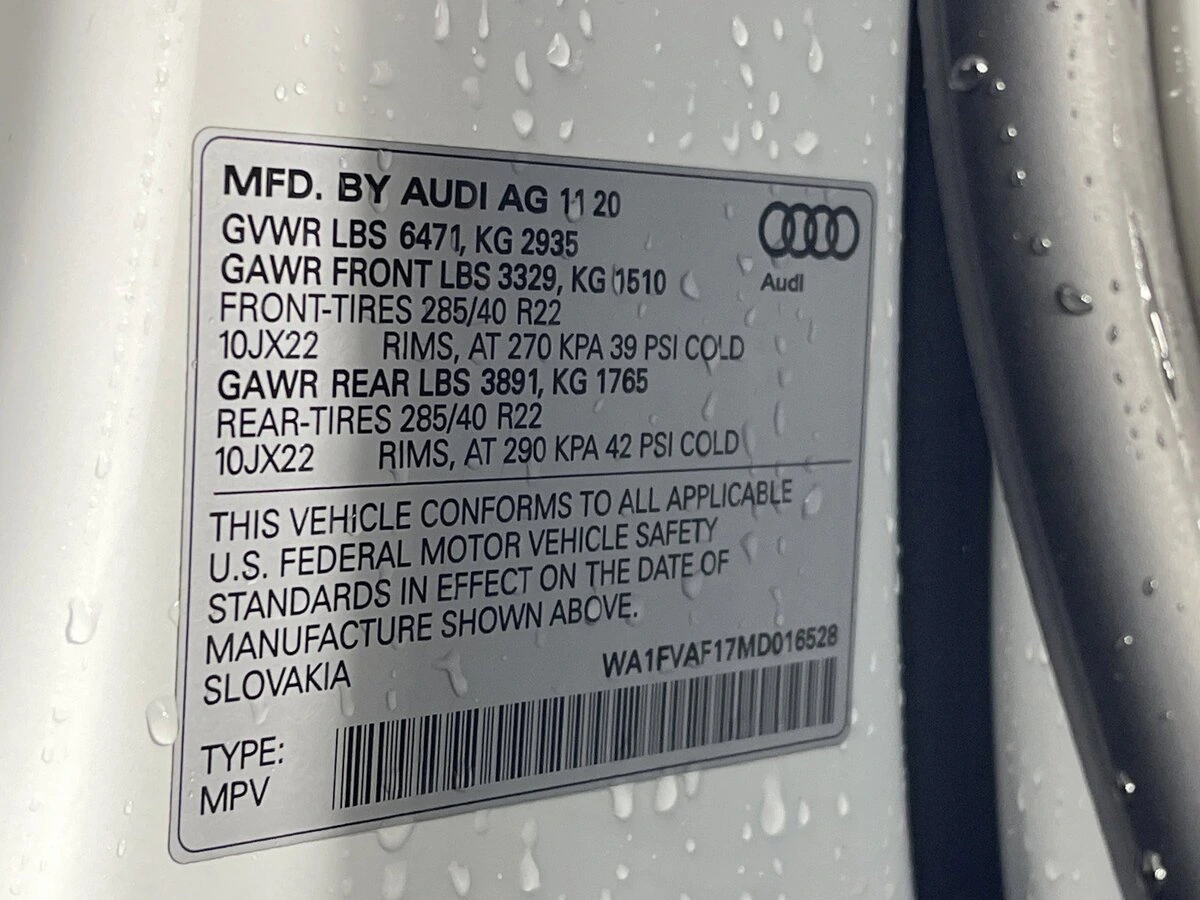 MFD. BY AUDI AG 11 20
GVWR LBS 6471, KG 2935
GAWR FRONT LBS 3329, KG 1510
Audi
FRONT-TIRES 285/40 R22
10JX22 RIMS, AT 270 KPA 39 PSI COLD
GAWR REAR LBS 3891, KG 1765
REAR-TIRES 285/40 R22
10JX22 RIMS, AT 290 KPA 42 PSI COLD
THIS VEHICLE CONFORMS TO ALL APPLICABLE
U.S. FEDERAL MOTOR VEHICLE SAFETY
STANDARDS IN EFFECT ON THE DATE OF
MANUFACTURE SHOWN ABOVE.
SLOVAKIA
WA1FVAF17MD016528
TYPE:
MPV